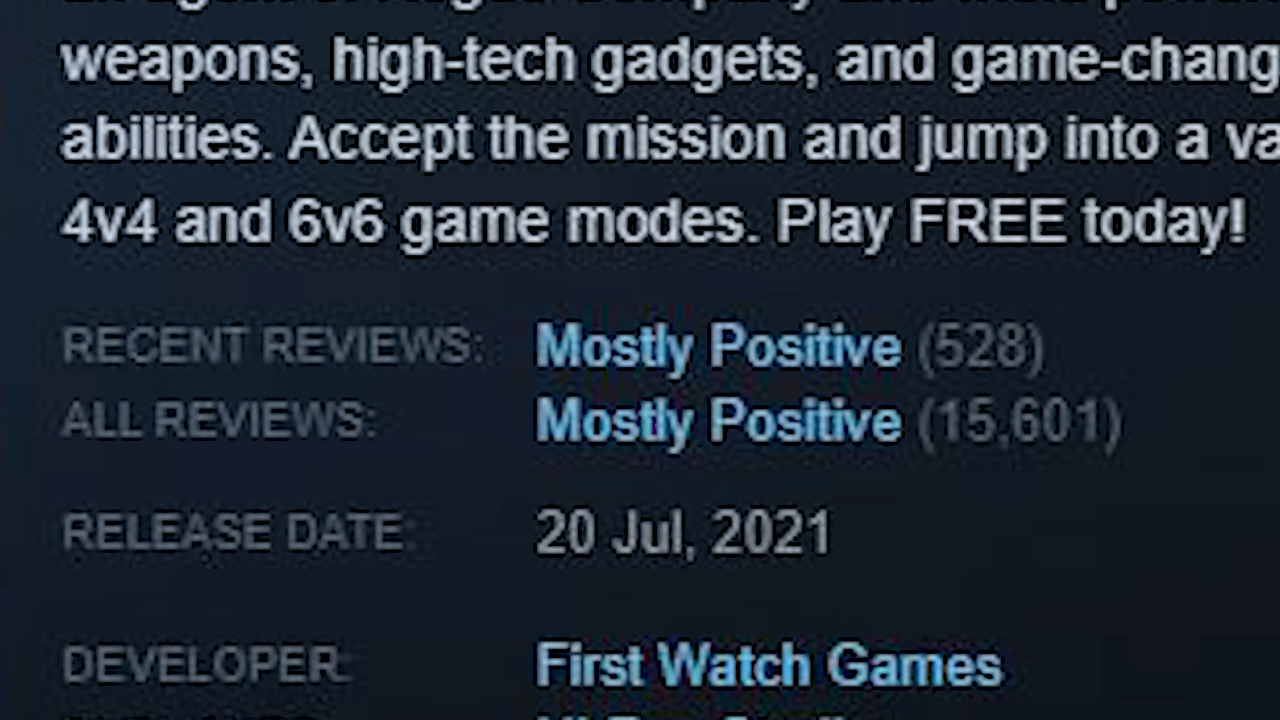 weapons, high-tech gadgets, and game-chang
abilities. Accept the mission and jump into a va
4v4 and 6v6 game modes. Play FREE today!
RECENT REVIEWS: Mostly Positive (528)
ALL REVIEWS: Mostly Positive (15,601)
RELEASE DATE: 20 Jul, 2021
DEVELOPER: First Watch Games